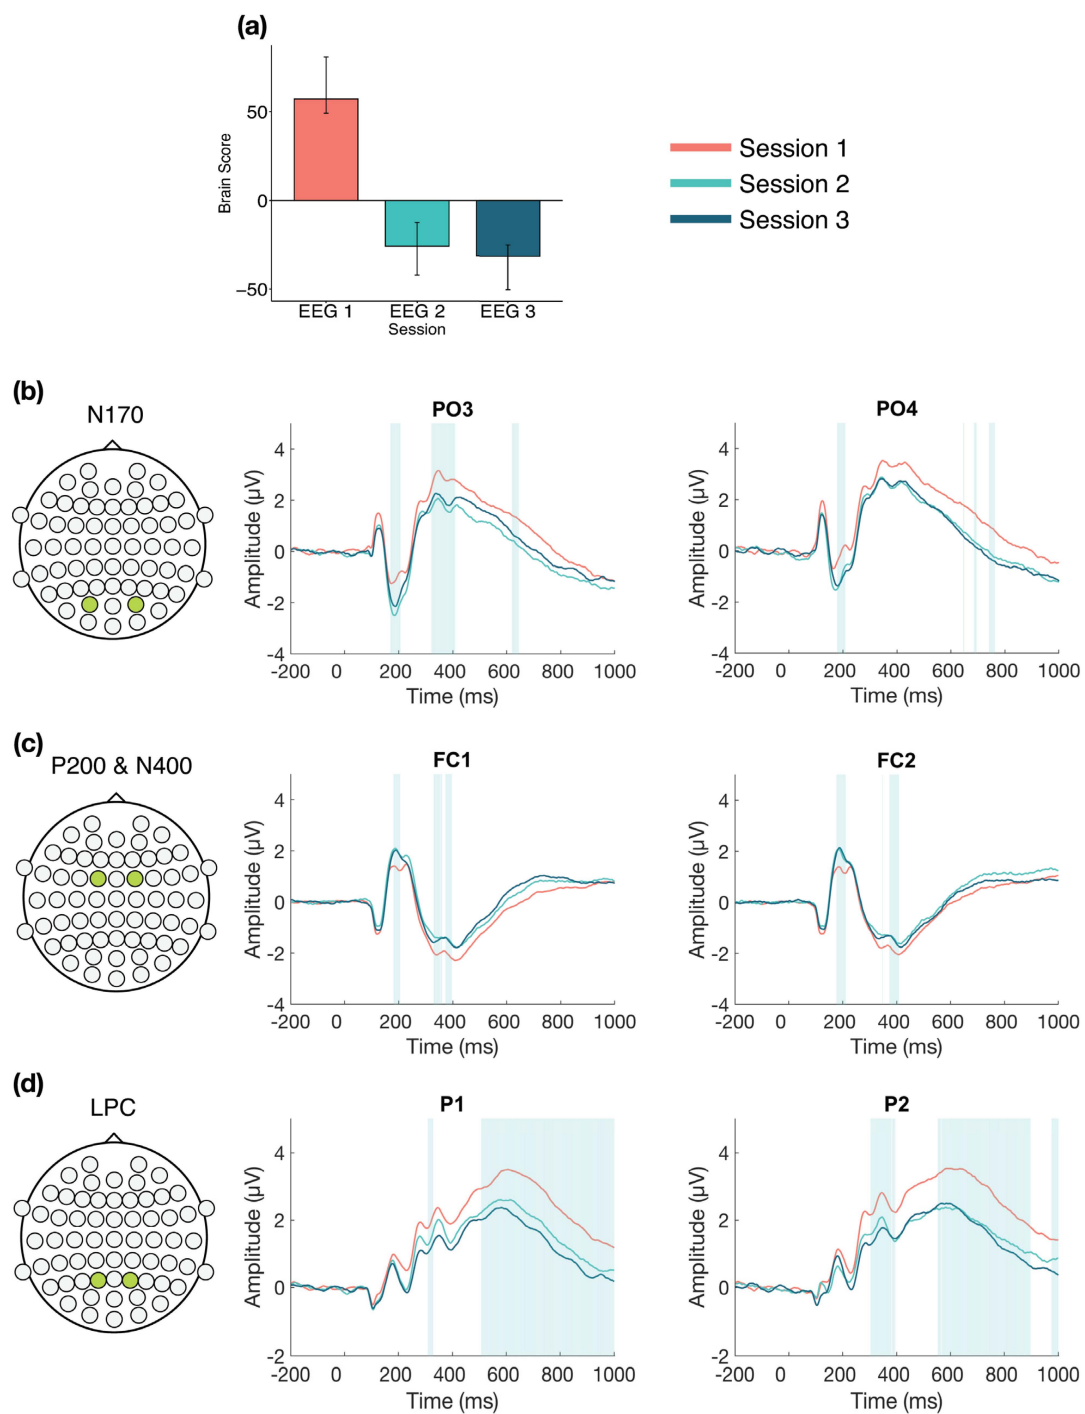 (a)
50
0
−50
Brain Score
EEG 1 EEG 2 EEG 3
Session
Session 1
Session 2
Session 3
(b)
N170
PO3
4
2
0
-2
-4
Amplitude (µV)
-200 0 200 400 600 800 1000
Time (ms)
PO4
4
2
0
-2
-4
Amplitude (µV)
-200 0 200 400 600 800 1000
Time (ms)
(c)
P200 & N400
FC1
4
2
0
-2
-4
Amplitude (µV)
-200 0 200 400 600 800 1000
Time (ms)
FC2
4
2
0
-2
-4
Amplitude (µV)
-200 0 200 400 600 800 1000
Time (ms)
(d)
LPC
P1
4
2
0
-2
Amplitude (µV)
-200 0 200 400 600 800 1000
Time (ms)
P2
4
2
0
-2
Amplitude (µV)
-200 0 200 400 600 800 1000
Time (ms)